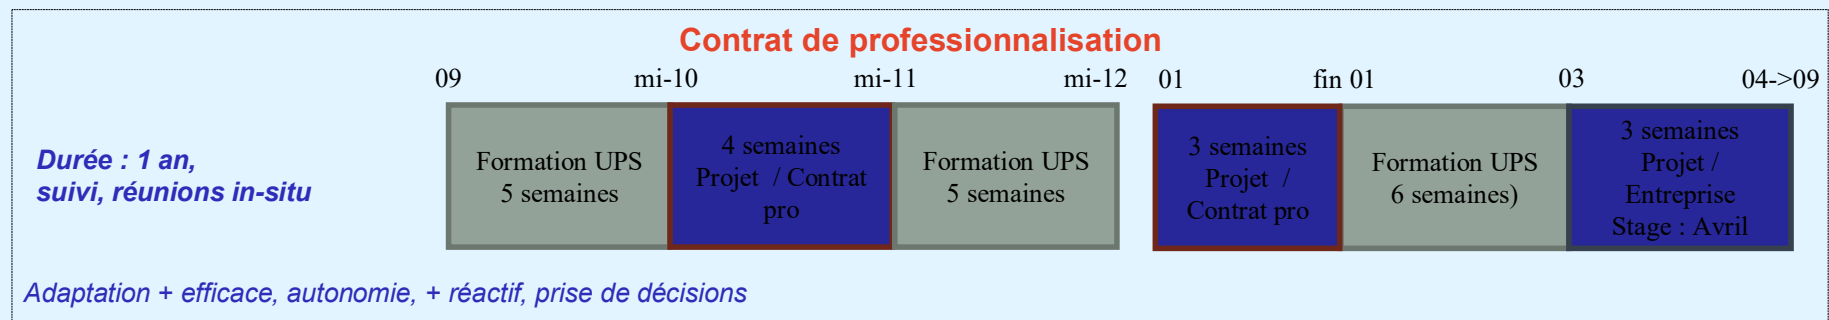 Contrat de professionnalisation
09
mi-10
mi-11
mi-12
01
fin 01
03
04->09
Durée : 1 an,
suivi, réunions in-situ
Formation UPS
5 semaines
4 semaines
Projet / Contrat
pro
Formation UPS
5 semaines
3 semaines
Projet /
Contrat pro
Formation UPS
6 semaines)
3 semaines
Projet /
Entreprise
Stage : Avril
Adaptation + efficace, autonomie, + réactif, prise de décisions